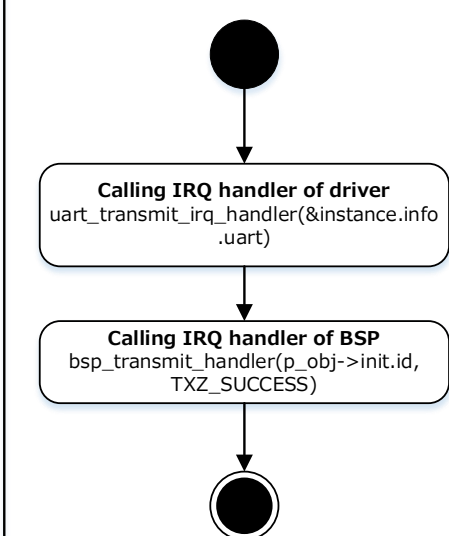 Calling IRQ handler of driver
uart_transmit_irq_handler(&instance.info
.uart)
Calling IRQ handler of BSP
bsp_transmit_handler(p_obj->init.id,
TXZ_SUCCESS)